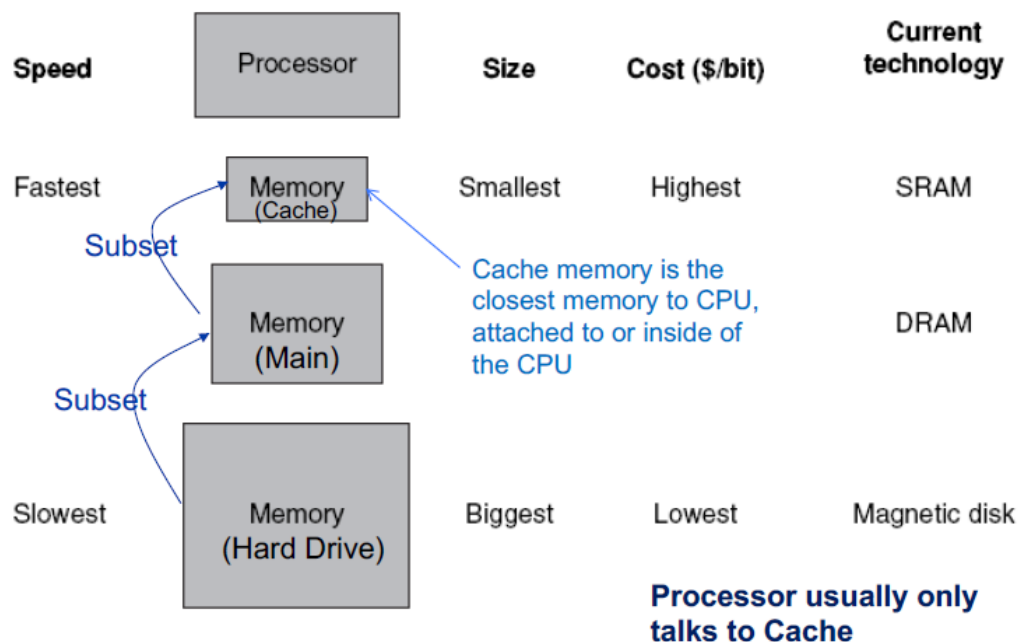 Speed
Processor
Size
Cost ($/bit)
Current
technology
Fastest
Memory
(Cache)
Smallest
Highest
SRAM
Subset
Cache memory is the
closest memory to CPU,
attached to or inside of
the CPU
Memory
(Main)
DRAM
Subset
Slowest
Memory
(Hard Drive)
Biggest
Lowest
Magnetic disk
Processor usually only
talks to Cache